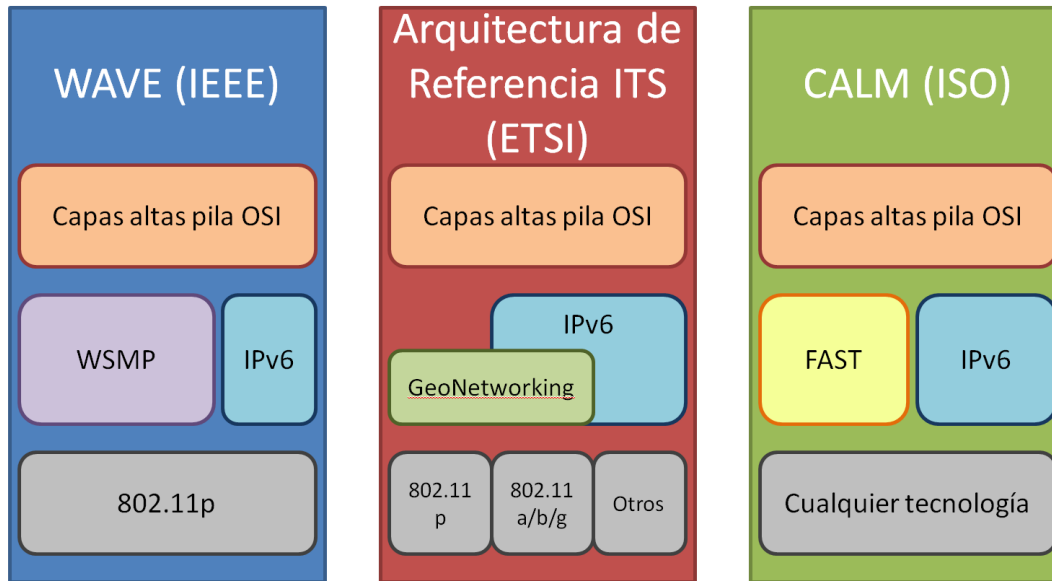 WAVE (IEEE)
Capas altas pila OSI
WSMP
IPv6
802.11p
Arquitectura de
Referencia ITS
(ETSI)
Capas altas pila OSI
IPv6
GeoNetworking
802.11
p
802.11
a/b/g
Otros
CALM (ISO)
Capas altas pila OSI
FAST
IPv6
Cualquier tecnología